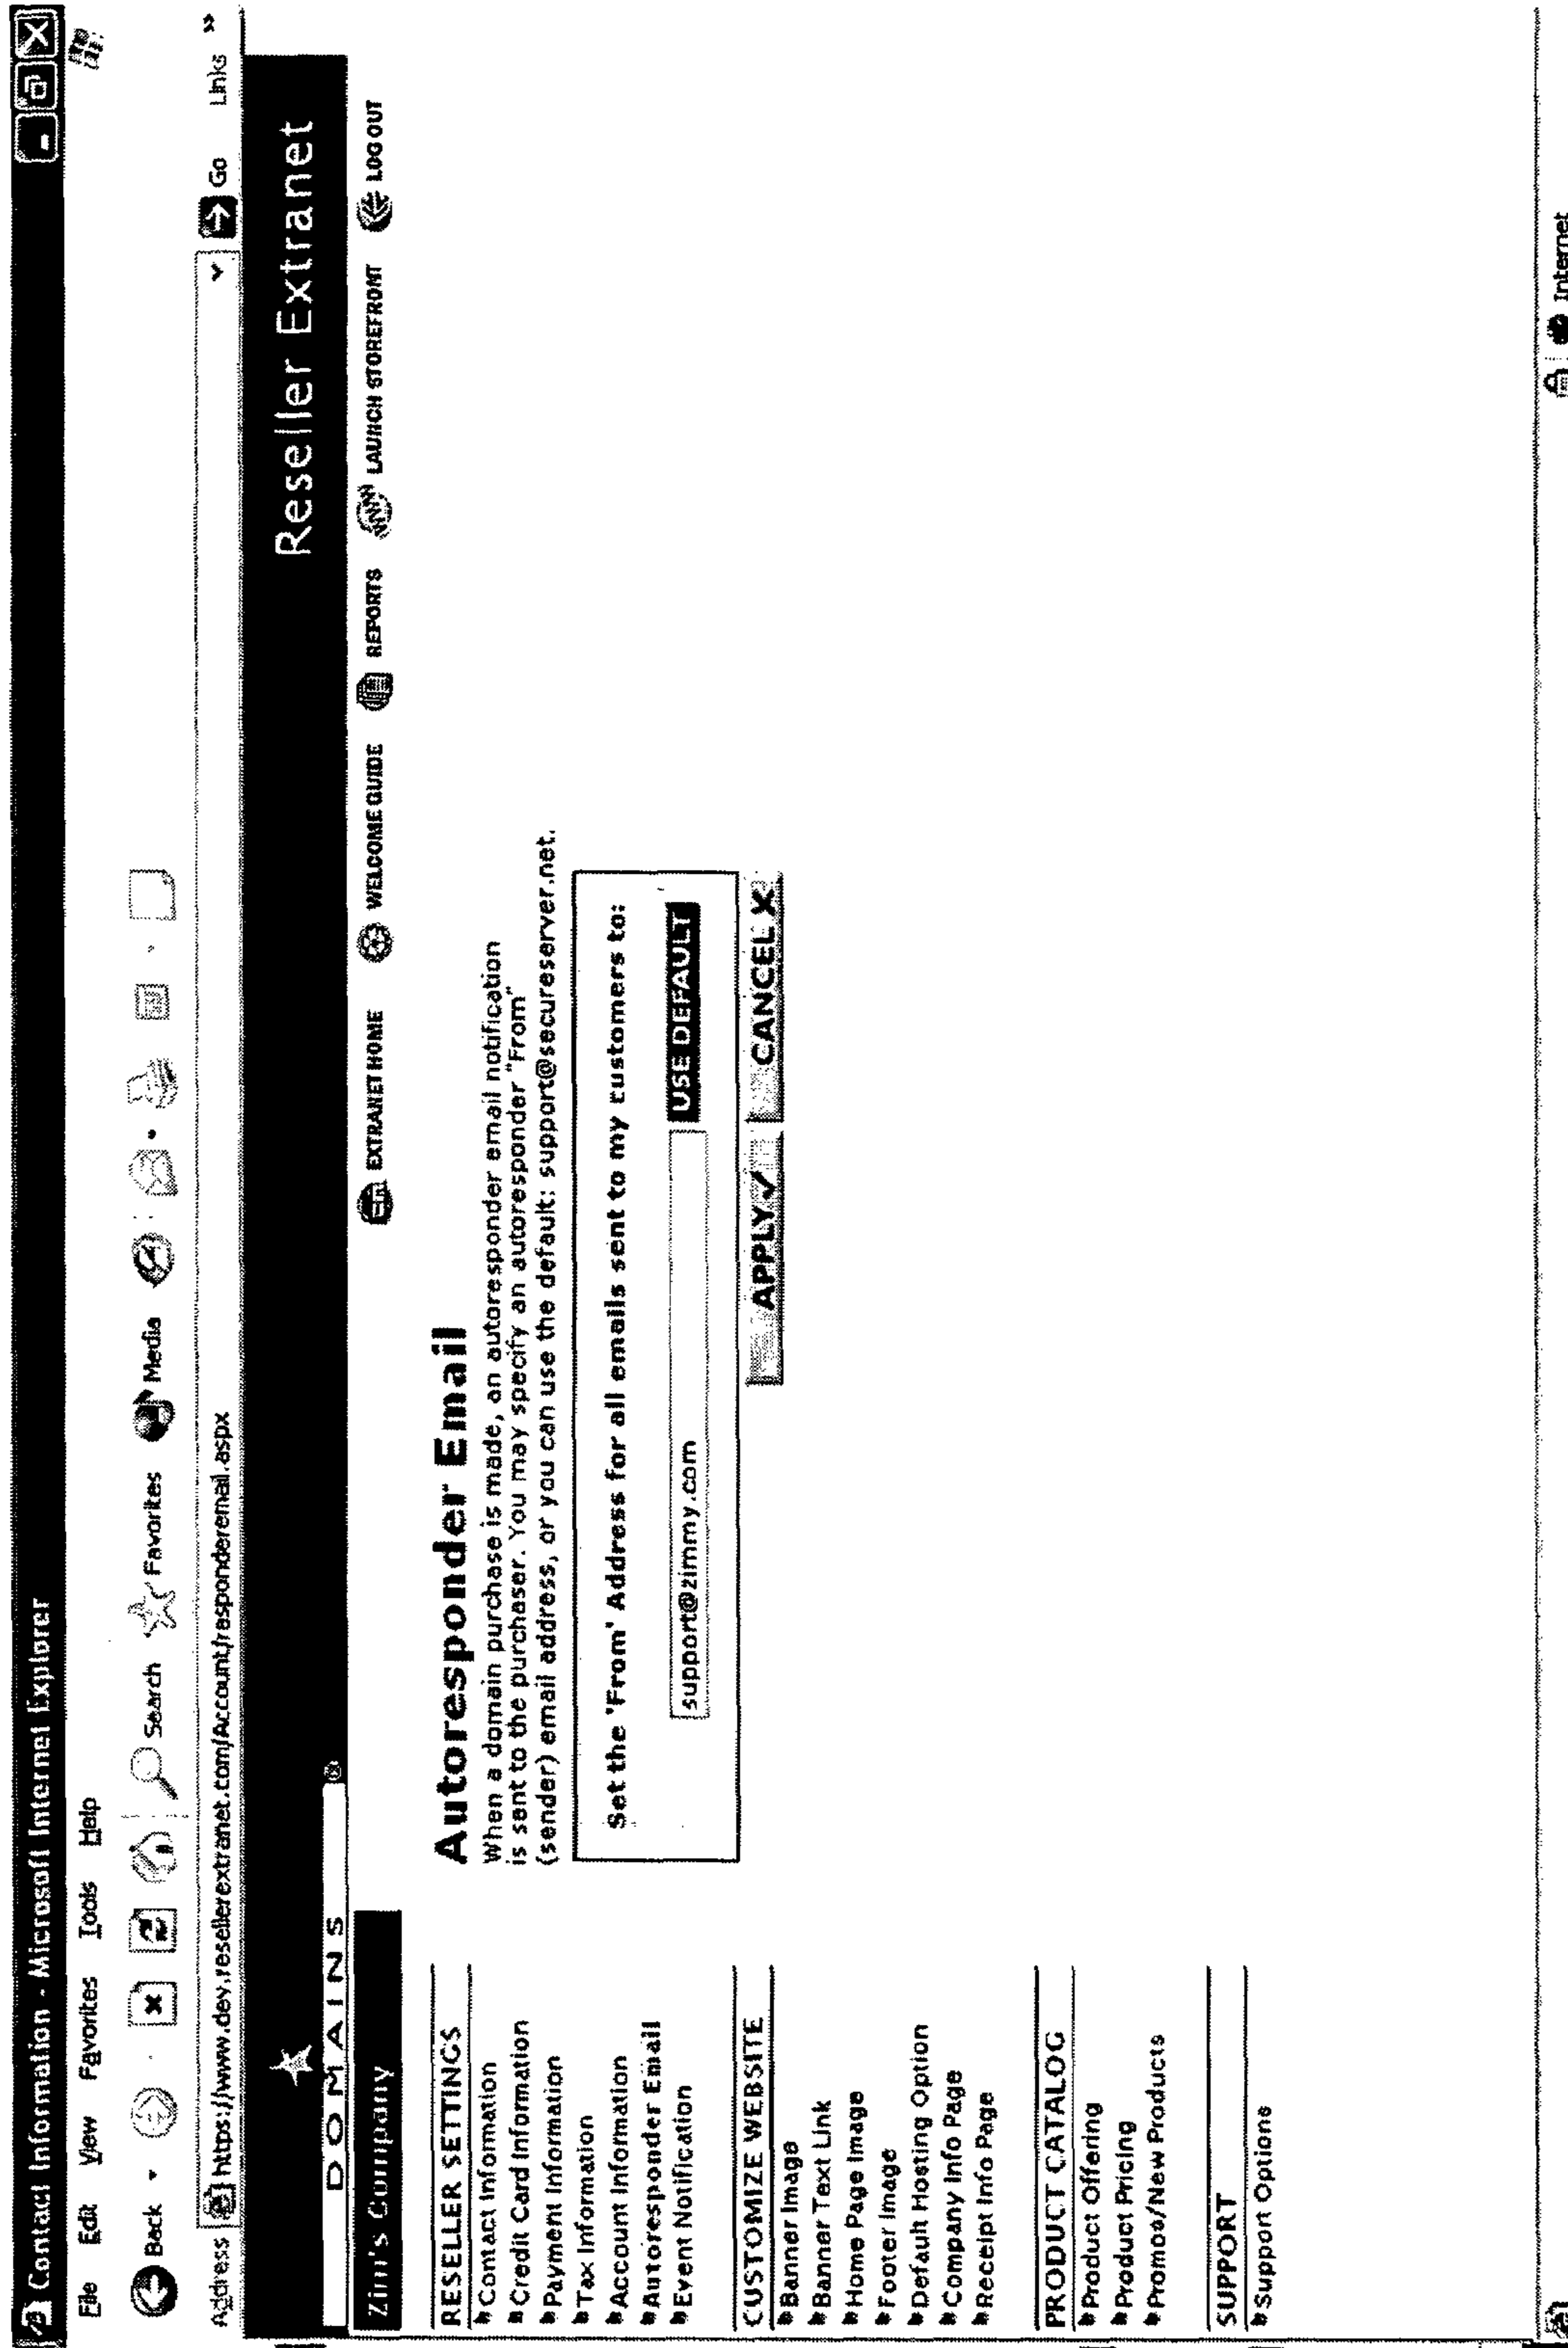 Contact Information - Microsoft Internet Explorer
File Edit View Favorites Tools Help
Back Search Favorites Media
Address https://www.dev.resellerextranet.com/Account/responderemail.aspx Go Links »
Reseller Extranet
DOMAINS ®
Zim's Company
EXTRANET HOME WELCOME GUIDE REPORTS LAUNCH STOREFRONT LOG OUT
RESELLER SETTINGS
Contact Information
Credit Card Information
Payment Information
Tax Information
Account Information
Autoresponder Email
Event Notification
CUSTOMIZE WEBSITE
Banner Image
Banner Text Link
Home Page Image
Footer Image
Default Hosting Option
Company Info Page
Receipt Info Page
PRODUCT CATALOG
Product Offering
Product Pricing
Promos/New Products
SUPPORT
Support Options
Autoresponder Email
When a domain purchase is made, an autoresponder email notification
is sent to the purchaser. You may specify an autoresponder "From"
(sender) email address, or you can use the default: support@secureserver.net.
Set the 'From' Address for all emails sent to my customers to:
support@zimmy.com USE DEFAULT
APPLY CANCEL X
Internet